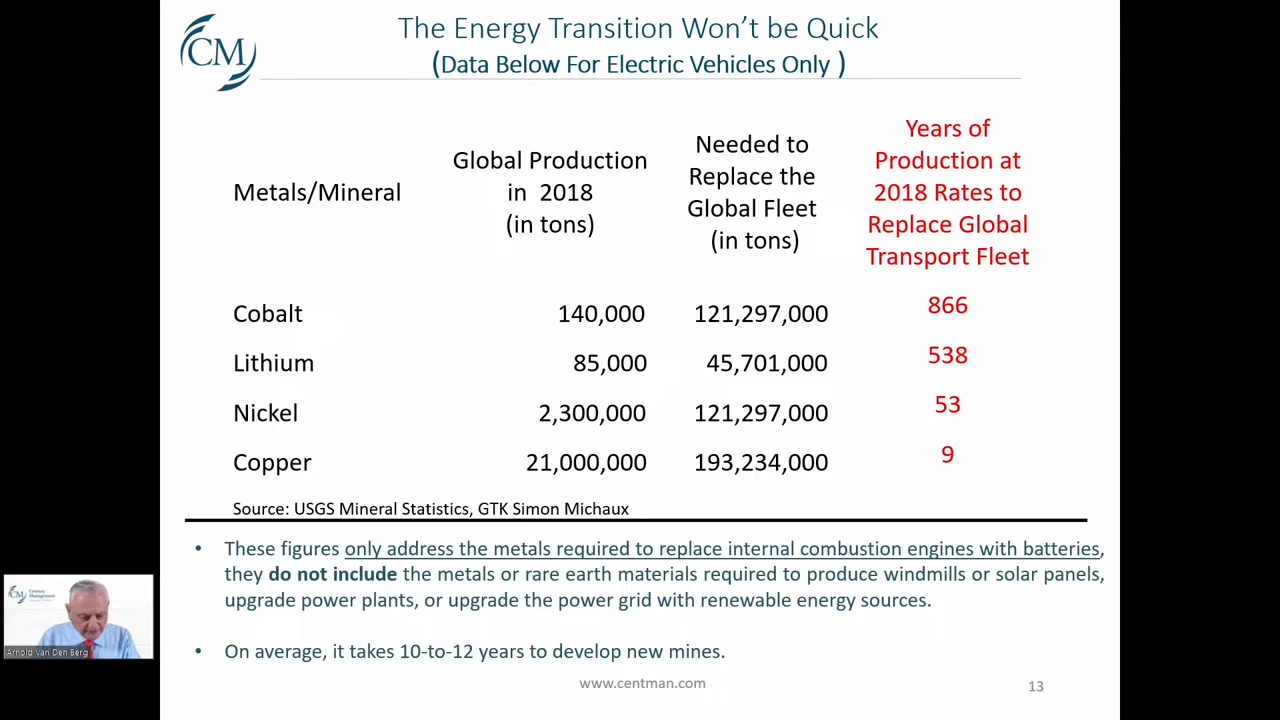 CM
The Energy Transition Won’t be Quick
(Data Below For Electric Vehicles Only )
Metals/Mineral
Global Production
in 2018
(in tons)
Needed to
Replace the
Global Fleet
(in tons)
Years of
Production at
2018 Rates to
Replace Global
Transport Fleet
Cobalt 140,000 121,297,000 866
Lithium 85,000 45,701,000 538
Nickel 2,300,000 121,297,000 53
Copper 21,000,000 193,234,000 9
Source: USGS Mineral Statistics, GTK Simon Michaux
• These figures only address the metals required to replace internal combustion engines with batteries,
they do not include the metals or rare earth materials required to produce windmills or solar panels,
upgrade power plants, or upgrade the power grid with renewable energy sources.
• On average, it takes 10-to-12 years to develop new mines.
www.centman.com
13
CM
Century
Management
Arnold Van Den Berg